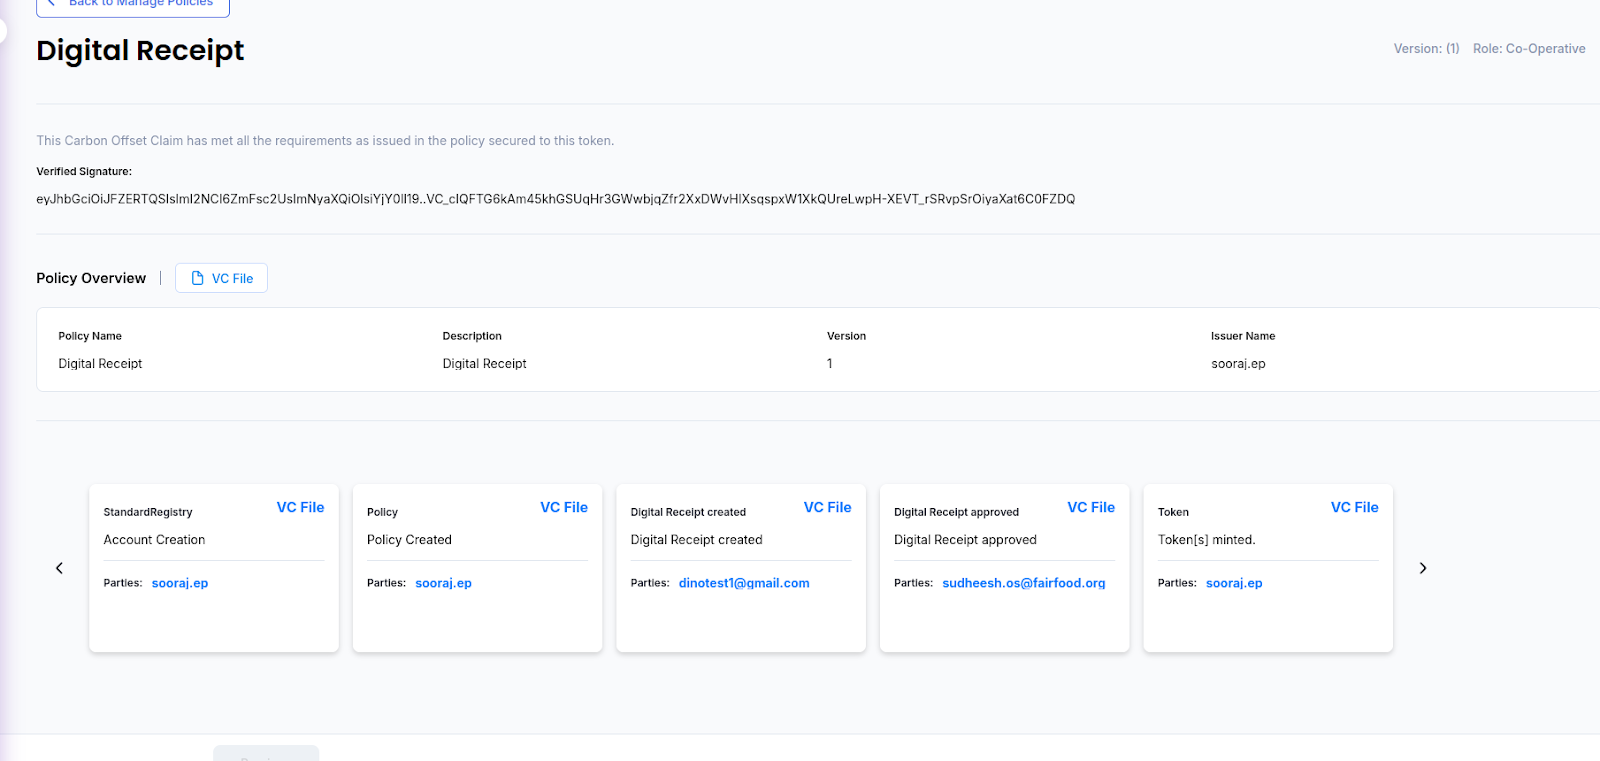 Back to Manage Policies
Digital Receipt
Version: (1) Role: Co-Operative
This Carbon Offset Claim has met all the requirements as issued in the policy secured to this token.
Verified Signature:
eyJhbGciOiJFZERTQSIsImI2NCI6ZmFsc2UsImNyaXQiOlsiYjY0Il19..VC_cIQFTG6kAm45khGSUqHr3GWwbjqZfr2XxDWvHlXsqspxW1XkQUreLwpH-XEVT_rSRvpSrOiyaXat6C0FZDQ
Policy Overview | VC File
Policy Name Description Version Issuer Name
Digital Receipt Digital Receipt 1 sooraj.ep
StandardRegistry VC File
Account Creation
Parties: sooraj.ep
Policy VC File
Policy Created
Parties: sooraj.ep
Digital Receipt created VC File
Digital Receipt created
Parties: dinotest1@gmail.com
Digital Receipt approved VC File
Digital Receipt approved
Parties: sudheesh.os@fairfood.org
Token VC File
Token[s] minted.
Parties: sooraj.ep